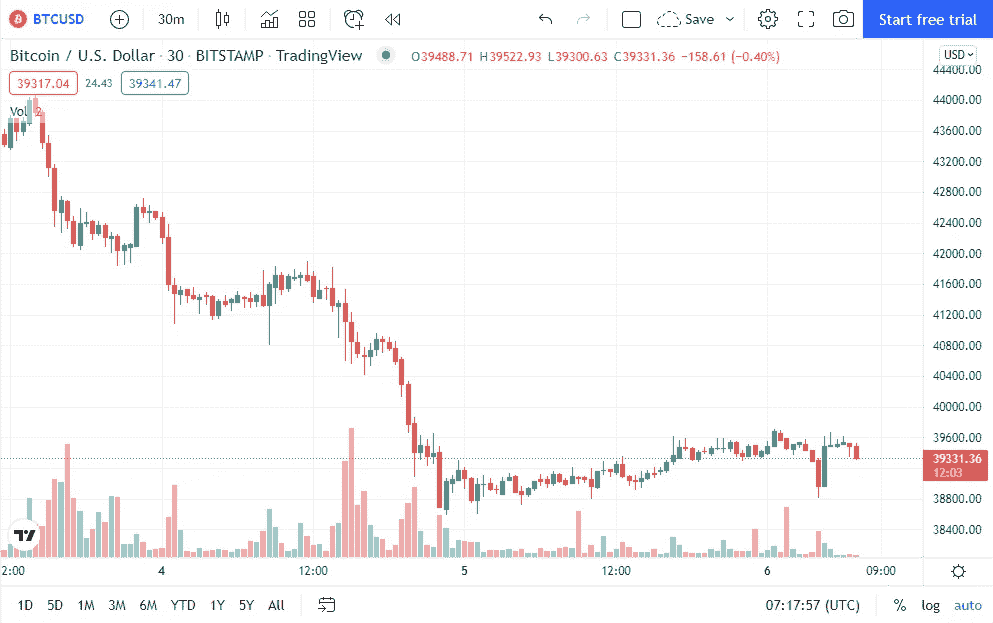 BTCUSD 30m Save Start free trial
Bitcoin / U.S. Dollar · 30 · BITSTAMP · TradingView O39488.71 H39522.93 L39300.63 C39331.36 −158.61 (−0.40%) USD
39317.04 24.43 39341.47
Vol 2
44400.00
44000.00
43600.00
43200.00
42800.00
42400.00
42000.00
41600.00
41200.00
40800.00
40400.00
40000.00
39600.00
39331.36
12:03
38800.00
38400.00
2:00 4 12:00 5 12:00 6 09:00
1D 5D 1M 3M 6M YTD 1Y 5Y All 07:17:57 (UTC) % log auto